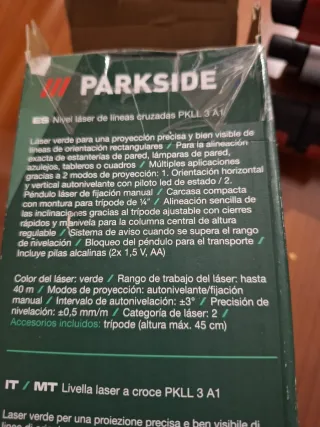 /// PARKSIDE
ES Nivel láser de líneas cruzadas PKLL 3 A1
Láser verde para una proyección precisa y bien visible de
líneas de orientación rectangulares / Para la alineación
exacta de estanterías de pared, lámparas de pared,
azulejos, tableros o cuadros / Múltiples aplicaciones
gracias a 2 modos de proyección: 1. Orientación horizontal
y vertical autonivelante con piloto led de estado / 2.
Péndulo láser de fijación manual / Carcasa compacta
con montura para trípode de ¼" / Alineación sencilla de
las inclinaciones gracias al trípode ajustable con cierres
rápidos y manivela para la columna central de altura
regulable / Sistema de aviso cuando se supera el rango
de nivelación / Bloqueo del péndulo para el transporte /
Incluye pilas alcalinas (2x 1,5 V, AA)
Color del láser: verde / Rango de trabajo del láser: hasta
40 m / Modos de proyección: autonivelante/fijación
manual / Intervalo de autonivelación: ±3° / Precisión de
nivelación: ±0,5 mm/m / Categoría de láser: 2 /
Accesorios incluidos: trípode (altura máx. 45 cm)
IT / MT Livella laser a croce PKLL 3 A1
Laser verde per una proiezione precisa e ben visibile di